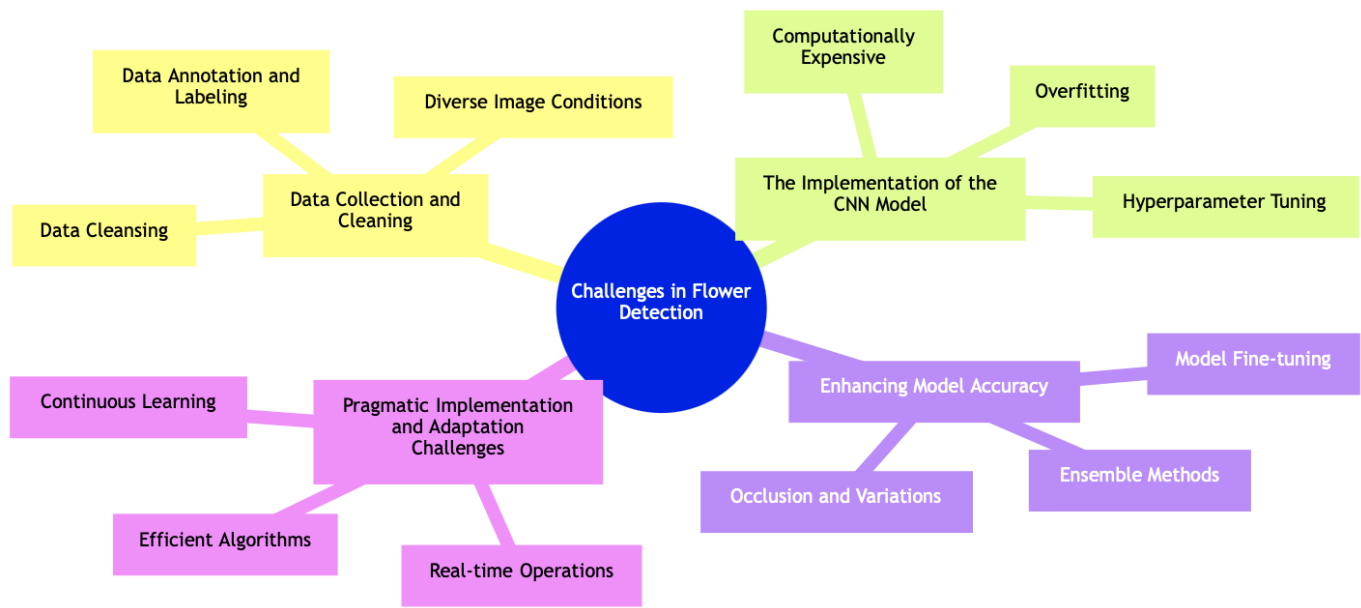 Computationally
Expensive
Data Annotation and
Labeling
Diverse Image Conditions
Overfitting
The Implementation of the
CNN Model
Data Collection and
Cleaning
Hyperparameter Tuning
Data Cleansing
Challenges in Flower
Detection
Model Fine-tuning
Enhancing Model Accuracy
Continuous Learning
Pragmatic Implementation
and Adaptation
Challenges
Ensemble Methods
Occlusion and Variations
Efficient Algorithms
Real-time Operations